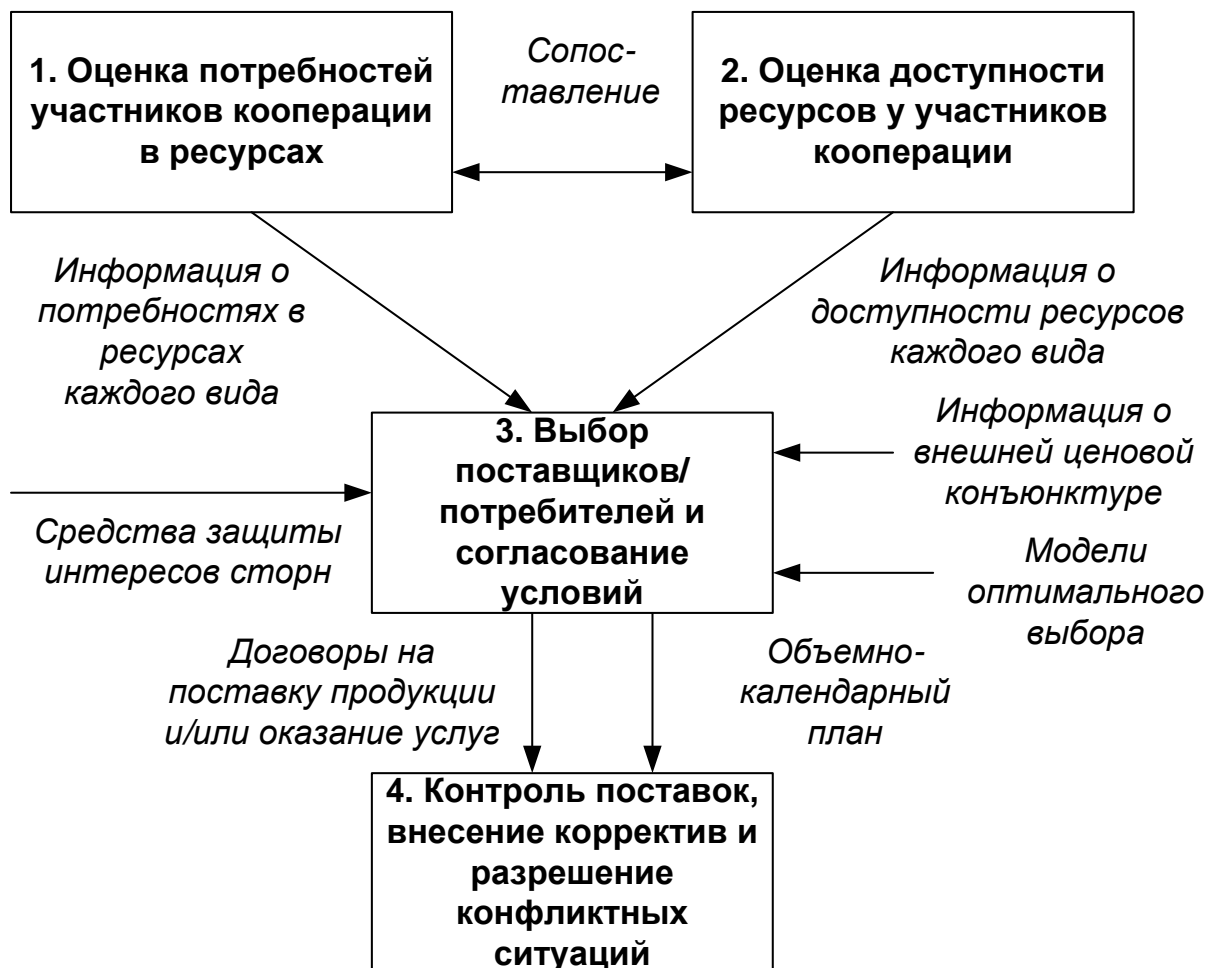 1. Оценка потребностей
участников кооперации
в ресурсах
Сопос-
тавление
2. Оценка доступности
ресурсов у участников
кооперации
Информация о
потребностях в
ресурсах
каждого вида
Информация о
доступности ресурсов
каждого вида
3. Выбор
поставщиков/
потребителей и
согласование
условий
Информация о
внешней ценовой
конъюнктуре
Средства защиты
интересов сторн
Модели
оптимального
выбора
Договоры на
поставку продукции
и/или оказание услуг
Объемно-
календарный
план
4. Контроль поставок,
внесение корректив и
разрешение
конфликтных
ситуаций